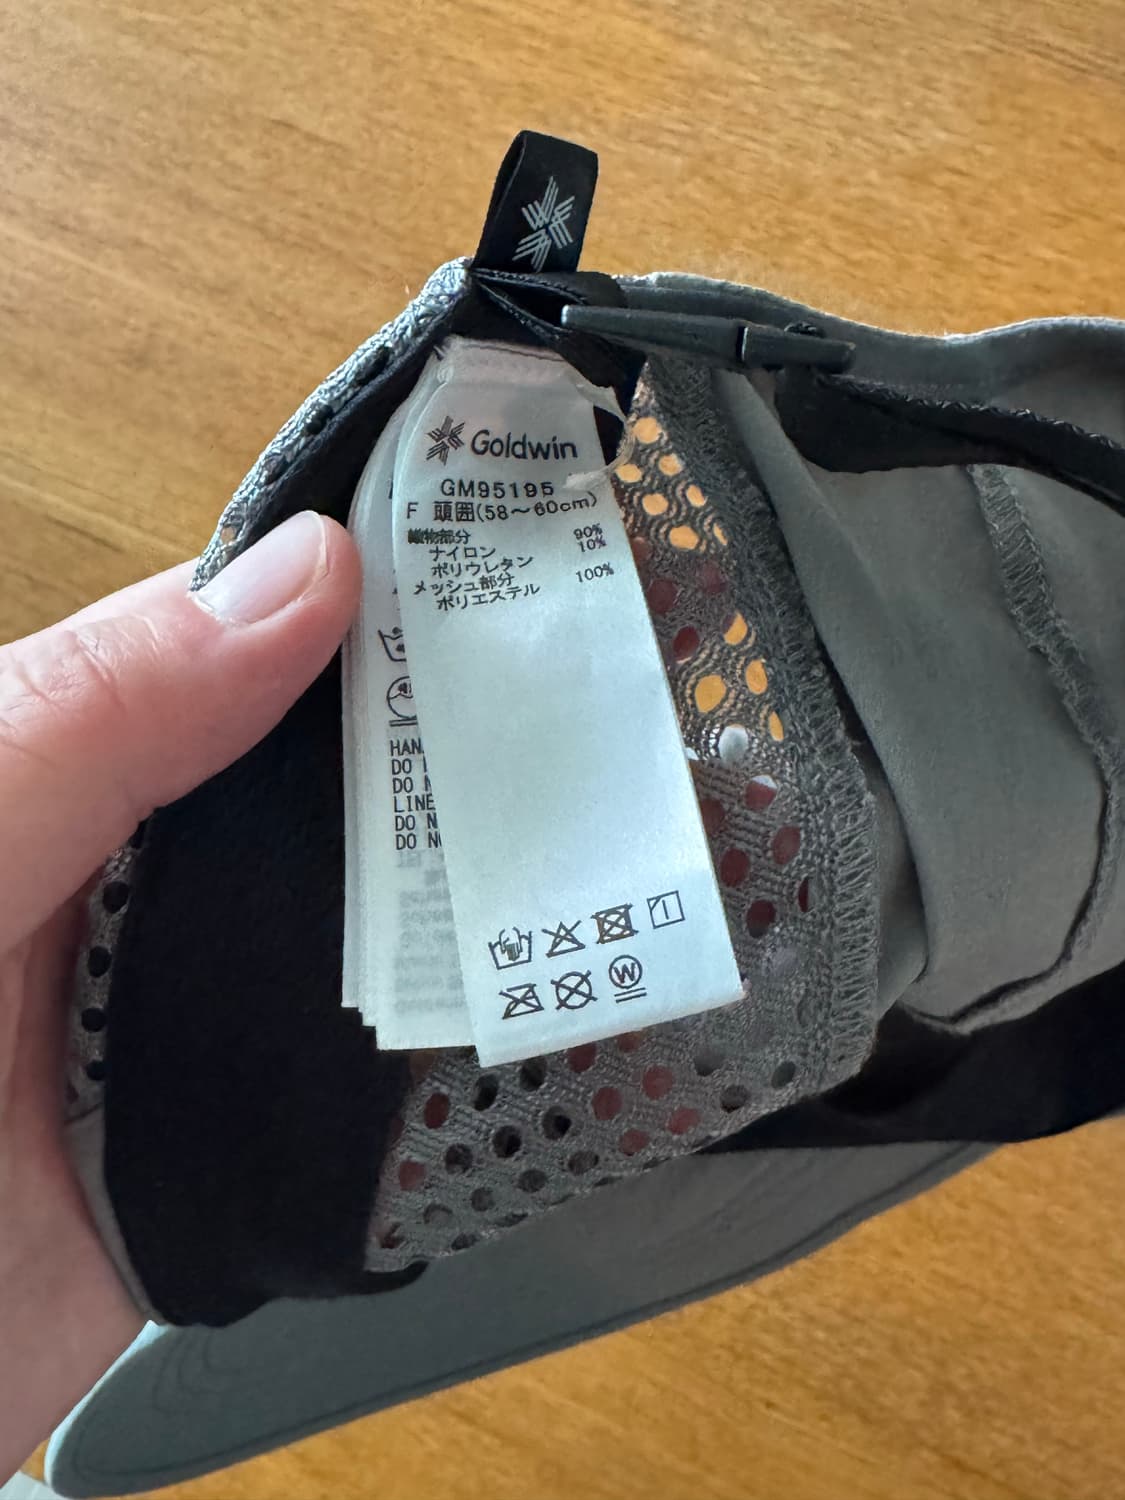 Goldwin
GM95195
F 頭囲(58～60cm)
織物部分
ナイロン 90%
ポリウレタン 10%
メッシュ部分
ポリエステル 100%
W
HAN
DO
DO N
LINE
DO N
DO NO